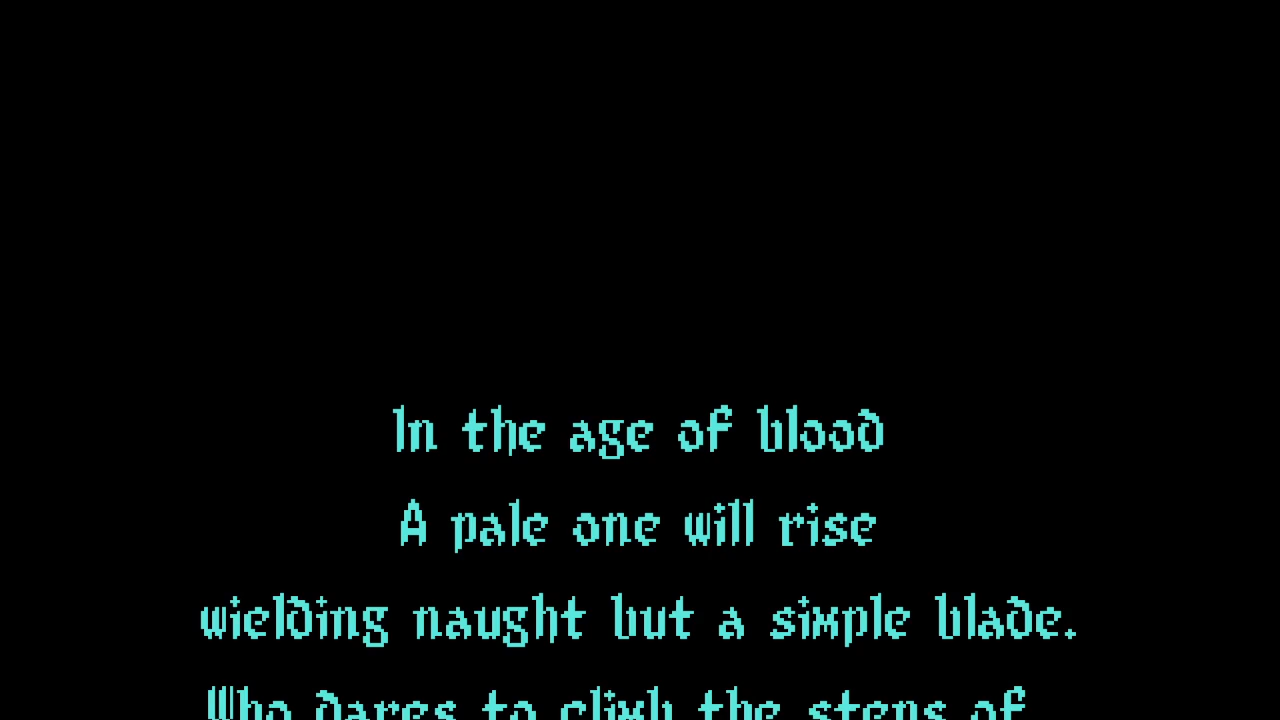 In the age of blood
A pale one will rise
wielding naught but a simple blade.
Who dares to climb the steps of